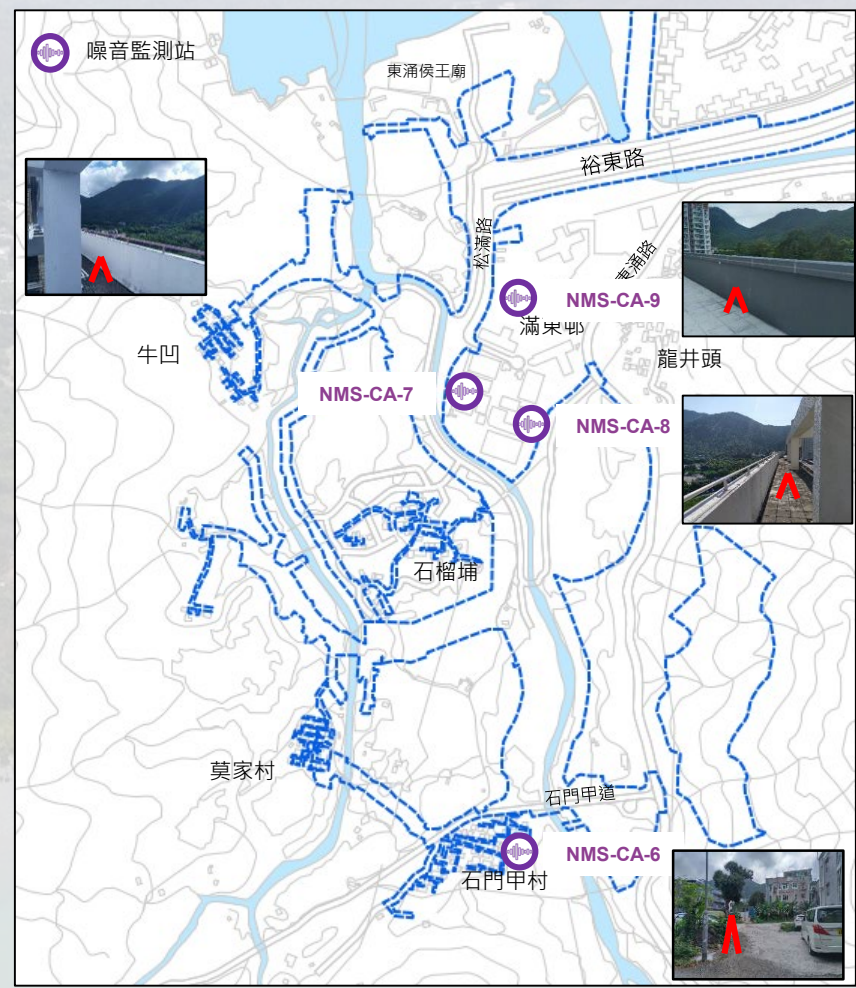 噪音監測站
東涌侯王廟
裕東路
松滿路
東涌路
NMS-CA-9
滿東邨
龍井頭
牛凹
NMS-CA-7
NMS-CA-8
石榴埔
莫家村
石門甲道
NMS-CA-6
石門甲村